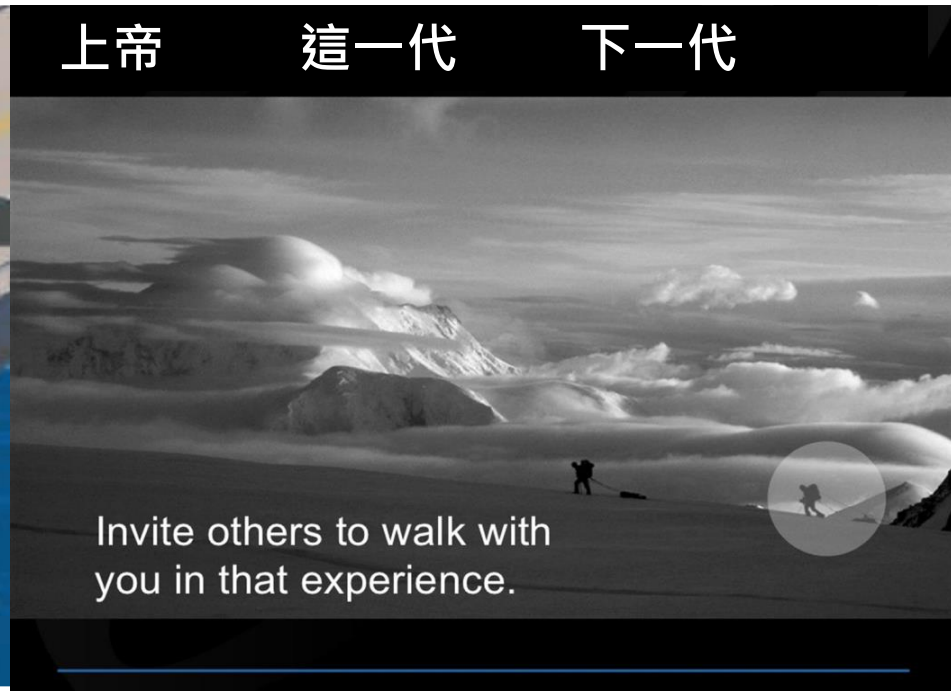 上帝 這一代 下一代
Invite others to walk with
you in that experience.